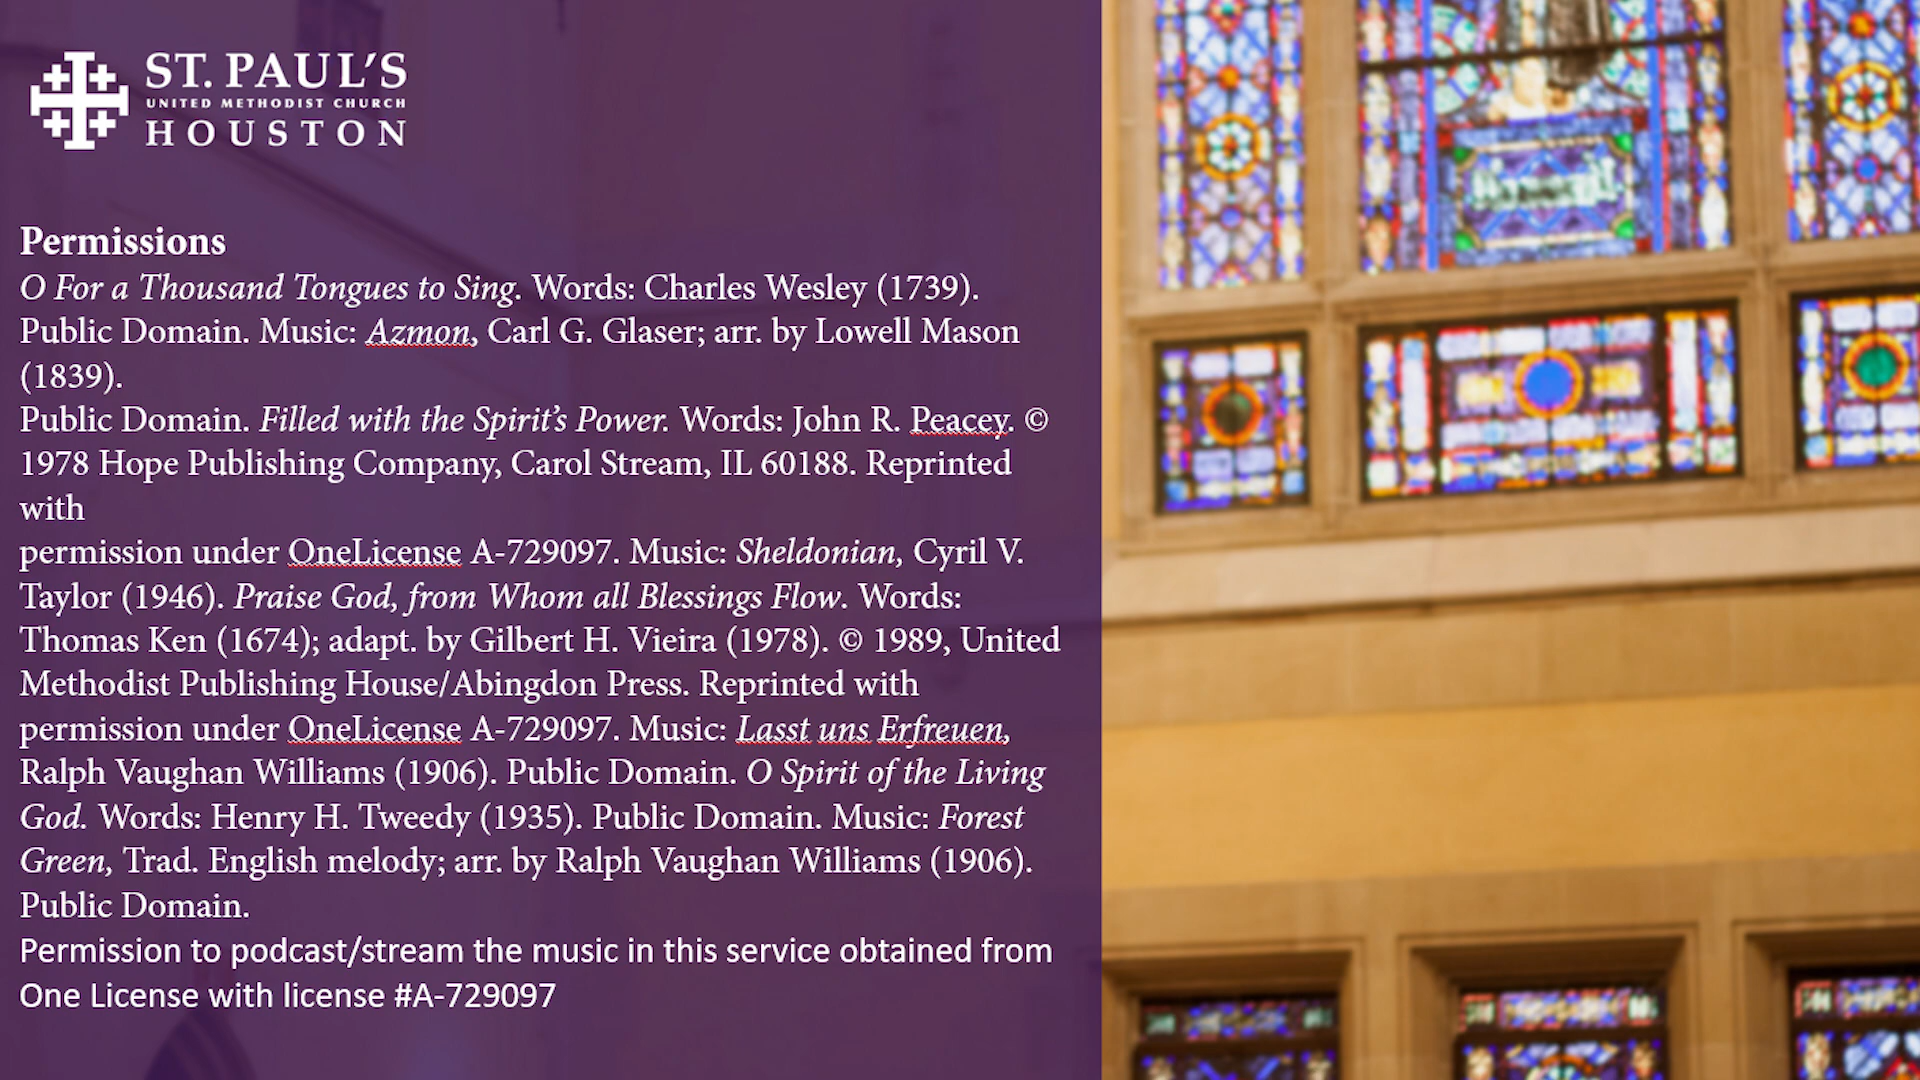 ST. PAUL'S
UNITED METHODIST CHURCH
HOUSTON
Permissions
O For a Thousand Tongues to Sing. Words: Charles Wesley (1739).
Public Domain. Music: Azmon, Carl G. Glaser; arr. by Lowell Mason
(1839).
Public Domain. Filled with the Spirit’s Power. Words: John R. Peacey. ©
1978 Hope Publishing Company, Carol Stream, IL 60188. Reprinted
with
permission under OneLicense A-729097. Music: Sheldonian, Cyril V.
Taylor (1946). Praise God, from Whom all Blessings Flow. Words:
Thomas Ken (1674); adapt. by Gilbert H. Vieira (1978). © 1989, United
Methodist Publishing House/Abingdon Press. Reprinted with
permission under OneLicense A-729097. Music: Lasst uns Erfreuen,
Ralph Vaughan Williams (1906). Public Domain. O Spirit of the Living
God. Words: Henry H. Tweedy (1935). Public Domain. Music: Forest
Green, Trad. English melody; arr. by Ralph Vaughan Williams (1906).
Public Domain.
Permission to podcast/stream the music in this service obtained from
One License with license #A-729097